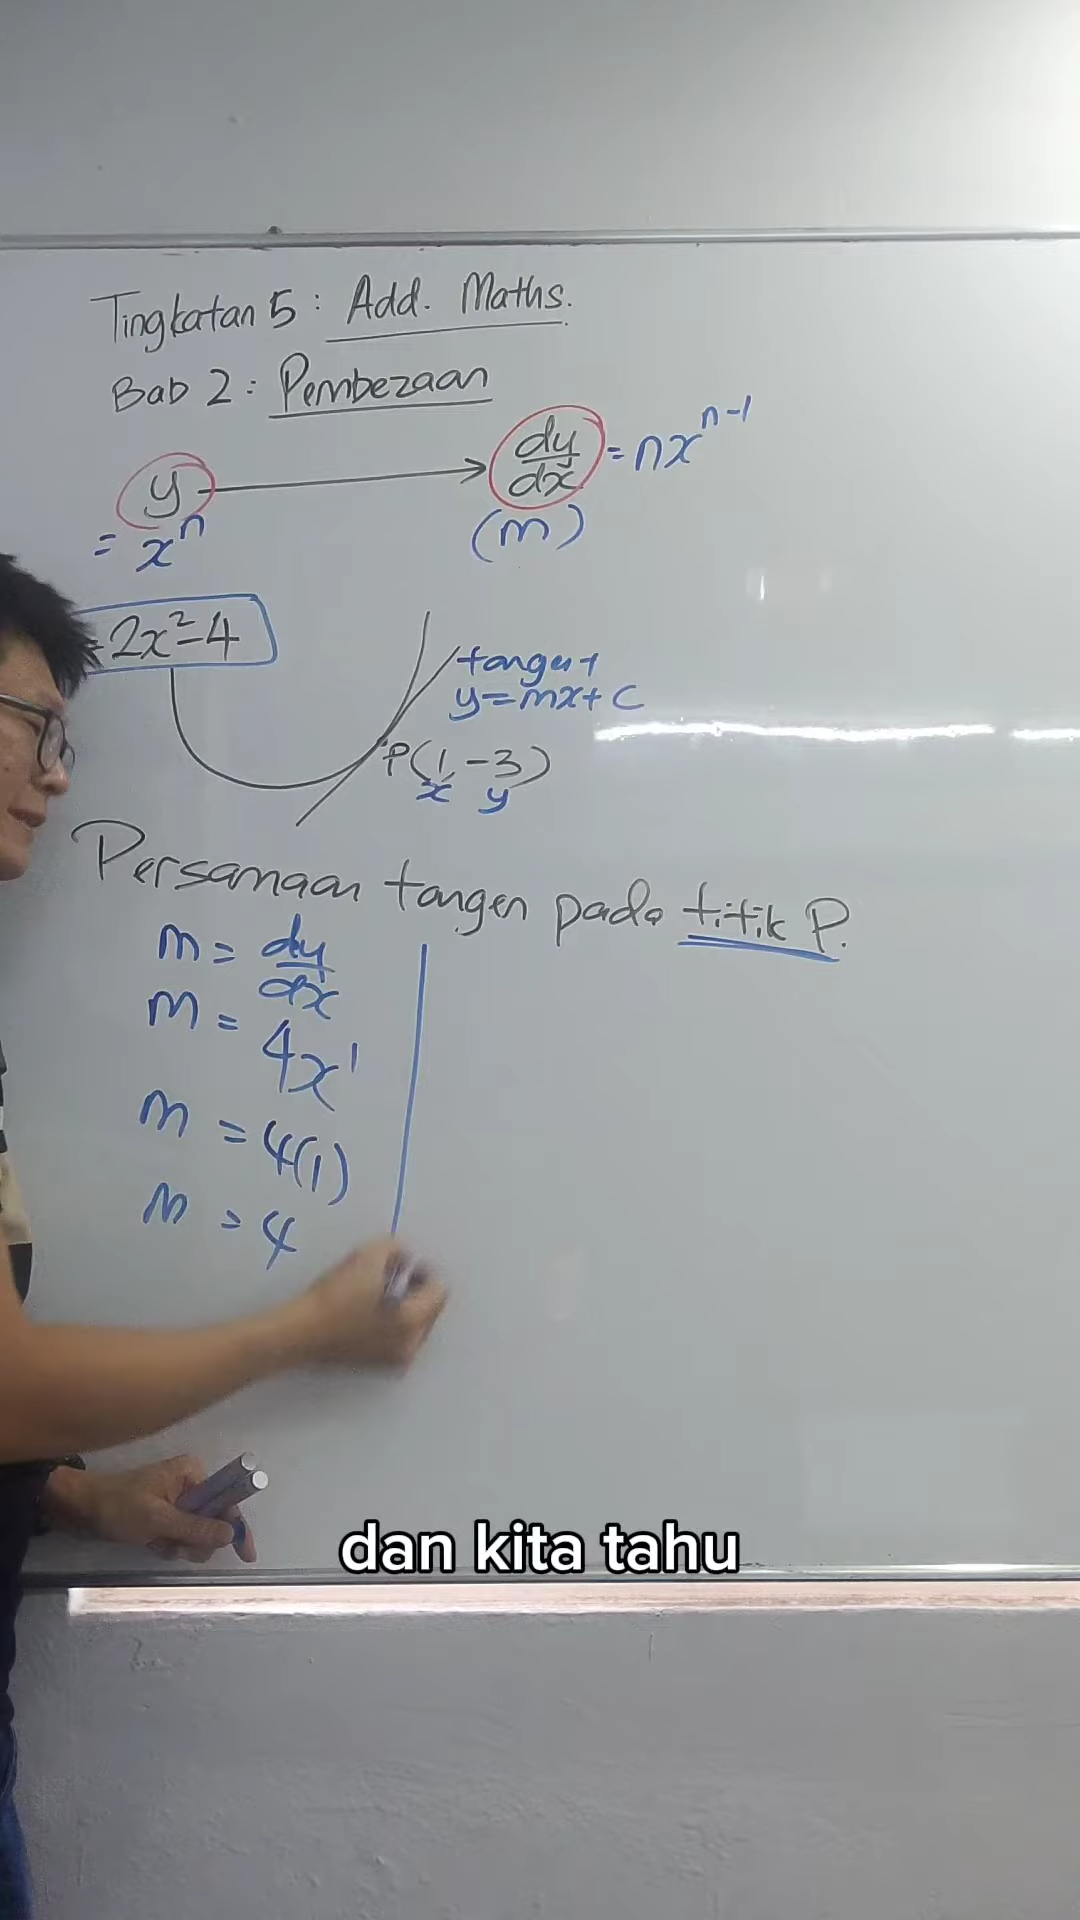 Tingkatan 5 : Add. Maths.
Bab 2 : Pembezaan
y → dy/dx = nx^(n-1)
= x^n (m)
2x²-4
tangen
y=mx+c
P(1, -3)
x y
Persamaan tangen pada titik P.
m = dy/dx
m = 4x¹
m = 4(1)
m = 4
dan kita tahu